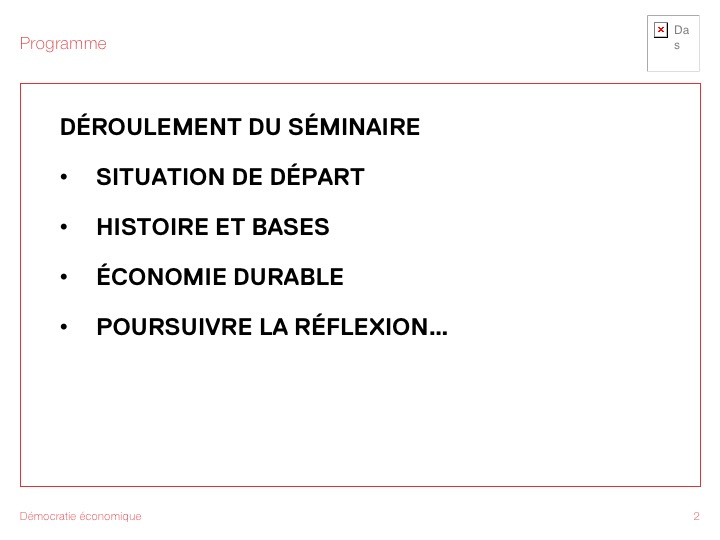 Programme
Da
s
DÉROULEMENT DU SÉMINAIRE
• SITUATION DE DÉPART
• HISTOIRE ET BASES
• ÉCONOMIE DURABLE
• POURSUIVRE LA RÉFLEXION...
Démocratie économique
2